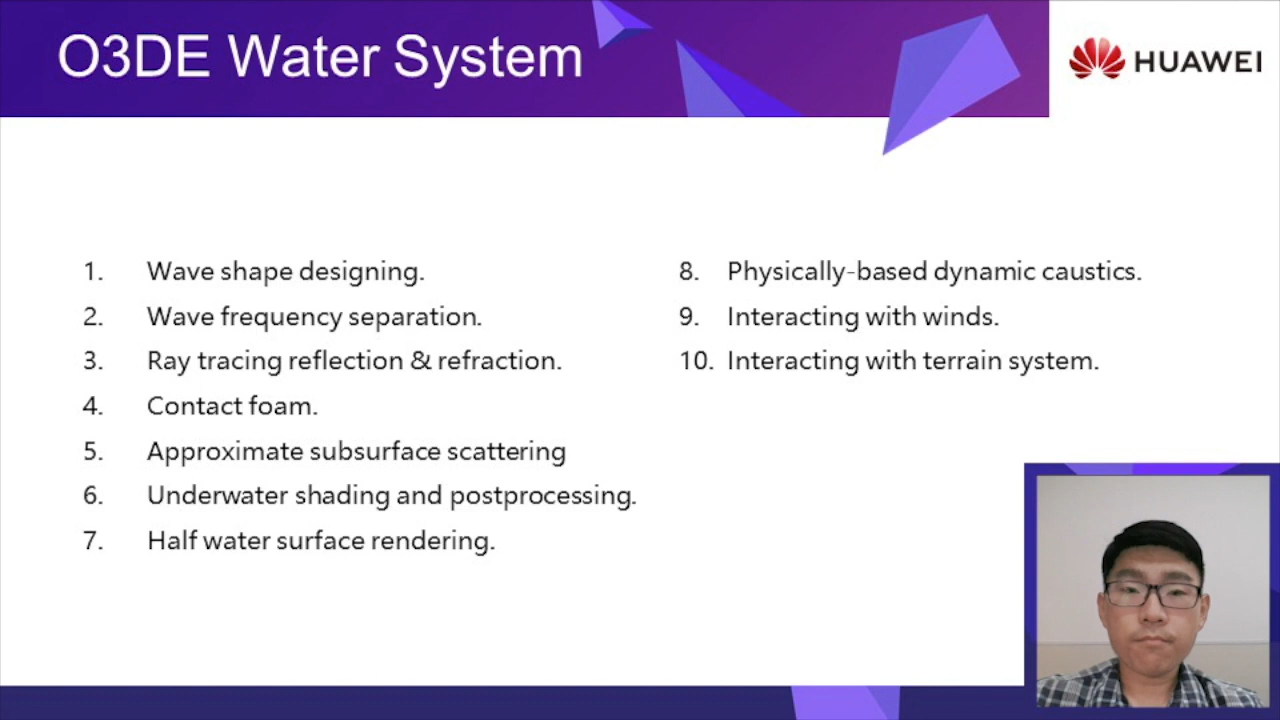 O3DE Water System
HUAWEI
1. Wave shape designing.
2. Wave frequency separation.
3. Ray tracing reflection & refraction.
4. Contact foam.
5. Approximate subsurface scattering
6. Underwater shading and postprocessing.
7. Half water surface rendering.
8. Physically-based dynamic caustics.
9. Interacting with winds.
10. Interacting with terrain system.